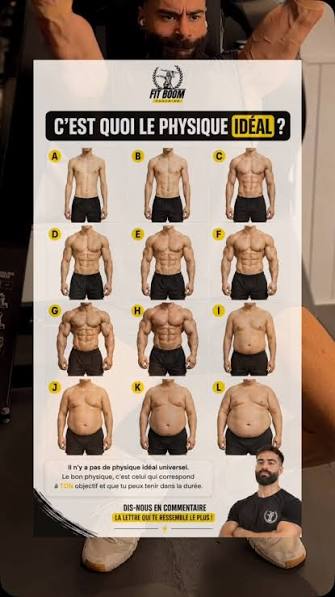 FIT BOOM
COACHING
C'EST QUOI LE PHYSIQUE IDÉAL ?
A
B
C
D
E
F
G
H
I
J
K
L
Il n'y a pas de physique idéal universel.
Le bon physique, c'est celui qui correspond
à TON objectif et que tu peux tenir dans la durée.
DIS-NOUS EN COMMENTAIRE
LA LETTRE QUI TE RESSEMBLE LE PLUS !